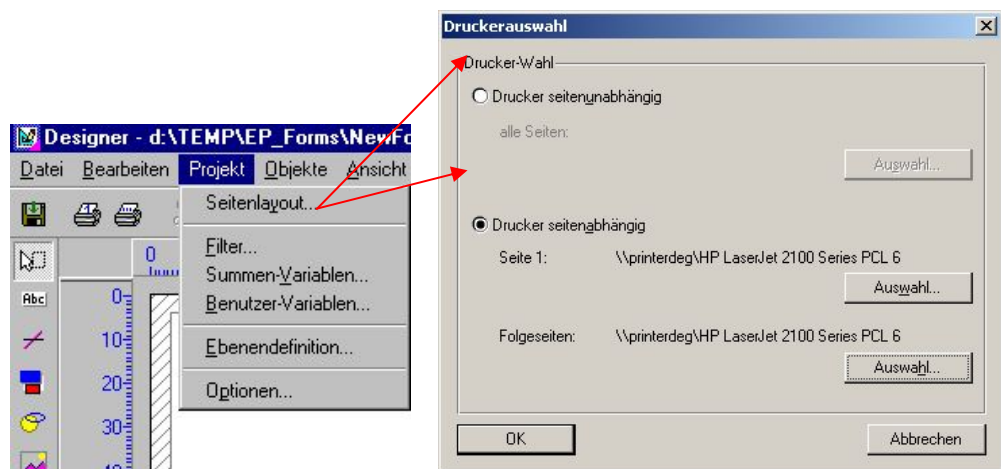 Designer - d:\TEMP\EP_Forms\NewFo
Datei Bearbeiten Projekt Objekte Ansicht
Seitenlayout...
Filter...
Summen-Variablen...
Benutzer-Variablen...
Ebenendefinition...
Optionen...
0
Abc
0
10
20
30
40
Druckerauswahl
Drucker-Wahl
Drucker seitenunabhängig
alle Seiten:
Auswahl...
Drucker seitenabhängig
Seite 1: \\printerdeg\HP LaserJet 2100 Series PCL 6
Auswahl...
Folgeseiten: \\printerdeg\HP LaserJet 2100 Series PCL 6
Auswahl...
OK Abbrechen